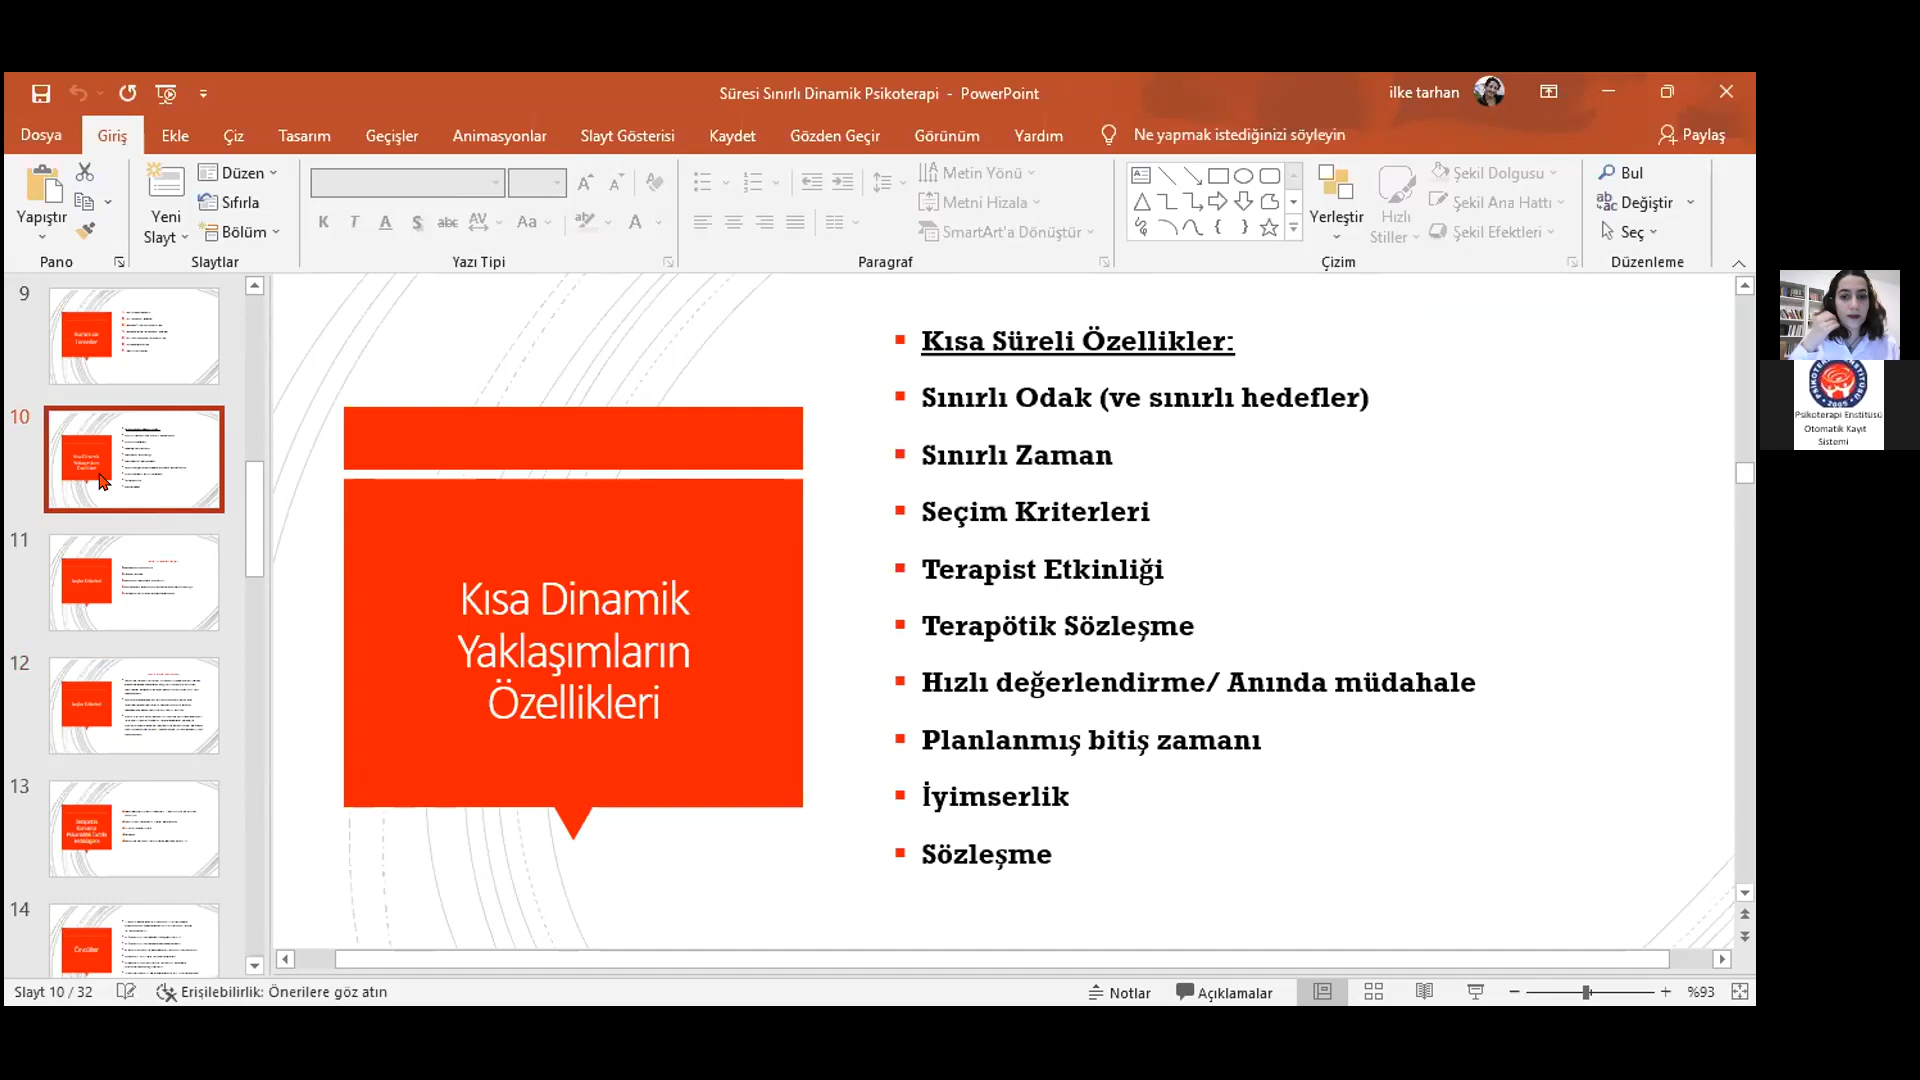 Süresi Sınırlı Dinamik Psikoterapi - PowerPoint
ilke tarhan
Dosya Giriş Ekle Çiz Tasarım Geçişler Animasyonlar Slayt Gösterisi Kaydet Gözden Geçir Görünüm Yardım Ne yapmak istediğinizi söyleyin Paylaş
Yapıştır
Pano
Yeni Slayt
Düzen
Sıfırla
Bölüm
Slaytlar
K T A S abc AV Aa A
Yazı Tipi
Metin Yönü
Metni Hizala
SmartArt'a Dönüştür
Paragraf
Yerleştir
Hızlı Stiller
Şekil Dolgusu
Şekil Ana Hattı
Şekil Efektleri
Çizim
Bul
Değiştir
Seç
Düzenleme
9
10
11
12
13
14
Kısa Dinamik
Yaklaşımların
Özellikleri
Kısa Süreli Özellikler:
Sınırlı Odak (ve sınırlı hedefler)
Sınırlı Zaman
Seçim Kriterleri
Terapist Etkinliği
Terapötik Sözleşme
Hızlı değerlendirme/ Anında müdahale
Planlanmış bitiş zamanı
İyimserlik
Sözleşme
Psikoterapi Enstitüsü
Otomatik Kayıt
Sistemi
Slayt 10 / 32
Erişilebilirlik: Önerilere göz atın
Notlar
Açıklamalar
%93